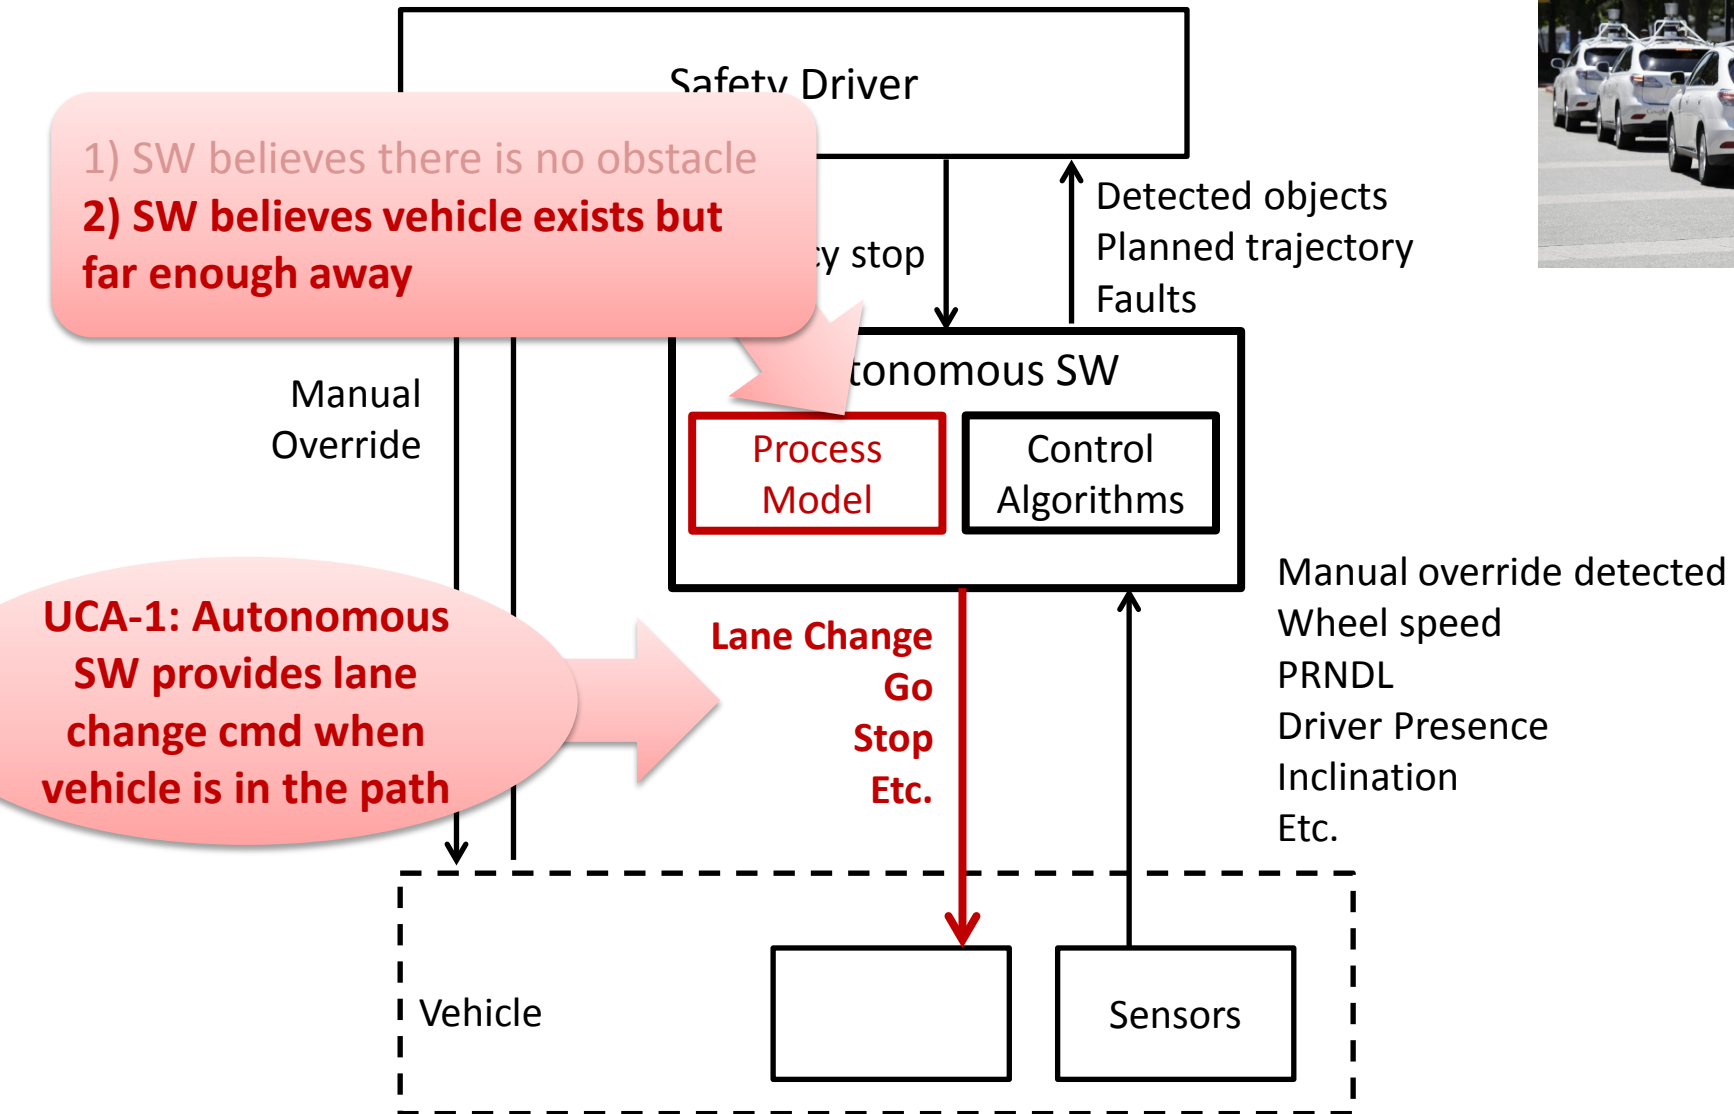 Safety Driver
1) SW believes there is no obstacle
2) SW believes vehicle exists but
far enough away
cy stop
Detected objects
Planned trajectory
Faults
Manual
Override
tonomous SW
Process
Model
Control
Algorithms
UCA-1: Autonomous
SW provides lane
change cmd when
vehicle is in the path
Lane Change
Go
Stop
Etc.
Manual override detected
Wheel speed
PRNDL
Driver Presence
Inclination
Etc.
Vehicle
Sensors